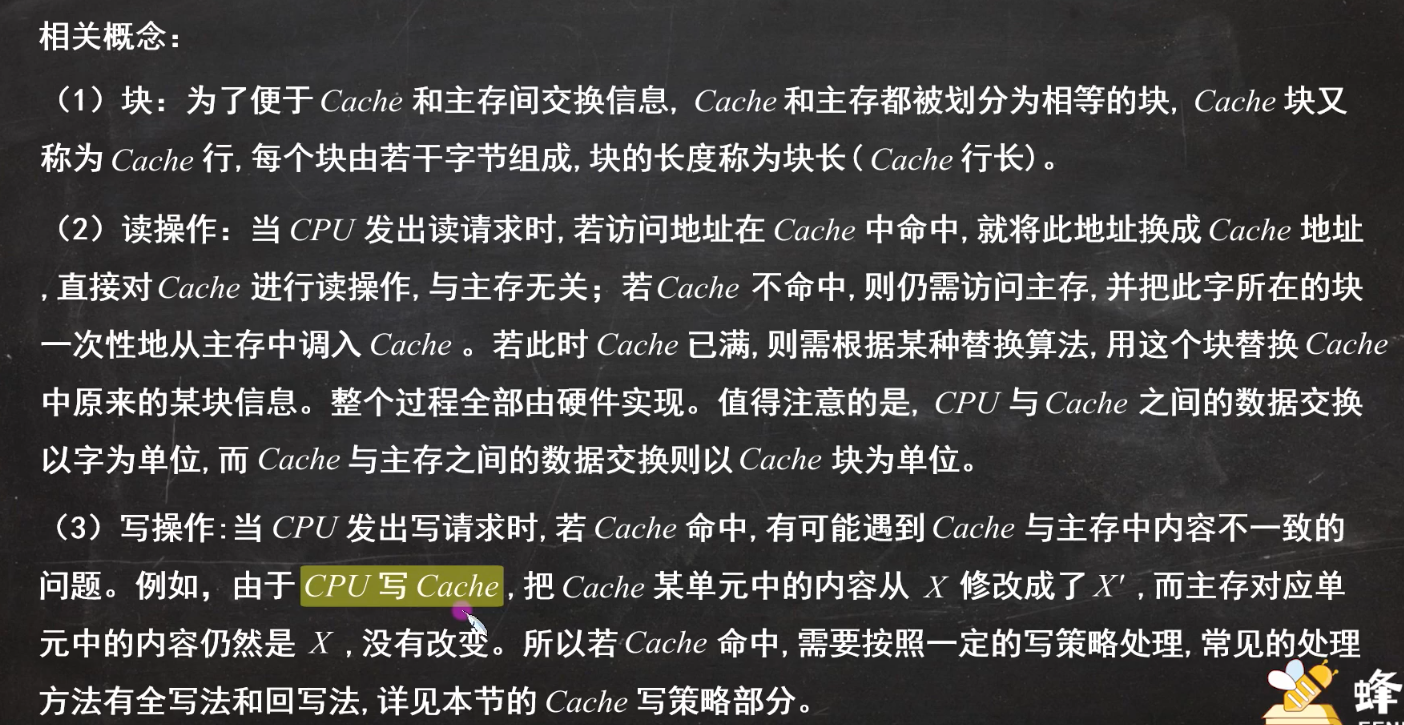 相关概念：
（1）块：为了便于 Cache 和主存间交换信息, Cache 和主存都被划分为相等的块, Cache 块又
称为 Cache 行, 每个块由若干字节组成, 块的长度称为块长( Cache 行长)。
（2）读操作：当 CPU 发出读请求时, 若访问地址在 Cache 中命中, 就将此地址换成 Cache 地址
, 直接对 Cache 进行读操作, 与主存无关；若 Cache 不命中, 则仍需访问主存, 并把此字所在的块
一次性地从主存中调入 Cache 。若此时 Cache 已满, 则需根据某种替换算法, 用这个块替换 Cache
中原来的某块信息。整个过程全部由硬件实现。值得注意的是, CPU 与 Cache 之间的数据交换
以字为单位, 而 Cache 与主存之间的数据交换则以 Cache 块为单位。
（3）写操作: 当 CPU 发出写请求时, 若 Cache 命中, 有可能遇到 Cache 与主存中内容不一致的
问题。例如，由于 CPU 写 Cache , 把 Cache 某单元中的内容从 X 修改成了 X′ , 而主存对应单
元中的内容仍然是 X , 没有改变。所以若 Cache 命中, 需要按照一定的写策略处理, 常见的处理
方法有全写法和回写法, 详见本节的 Cache 写策略部分。
蜂